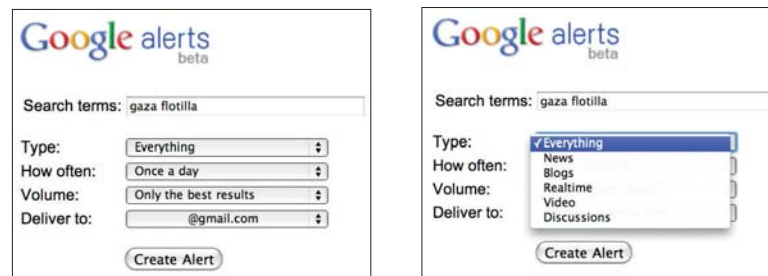 Google alerts
beta
Search terms: gaza flotilla
Type: Everything
How often: Once a day
Volume: Only the best results
Deliver to: @gmail.com
Create Alert
Google alerts
beta
Search terms: gaza flotilla
Type: ✓Everything
How often: News
Blogs
Volume: Realtime
Video
Deliver to: Discussions
Create Alert